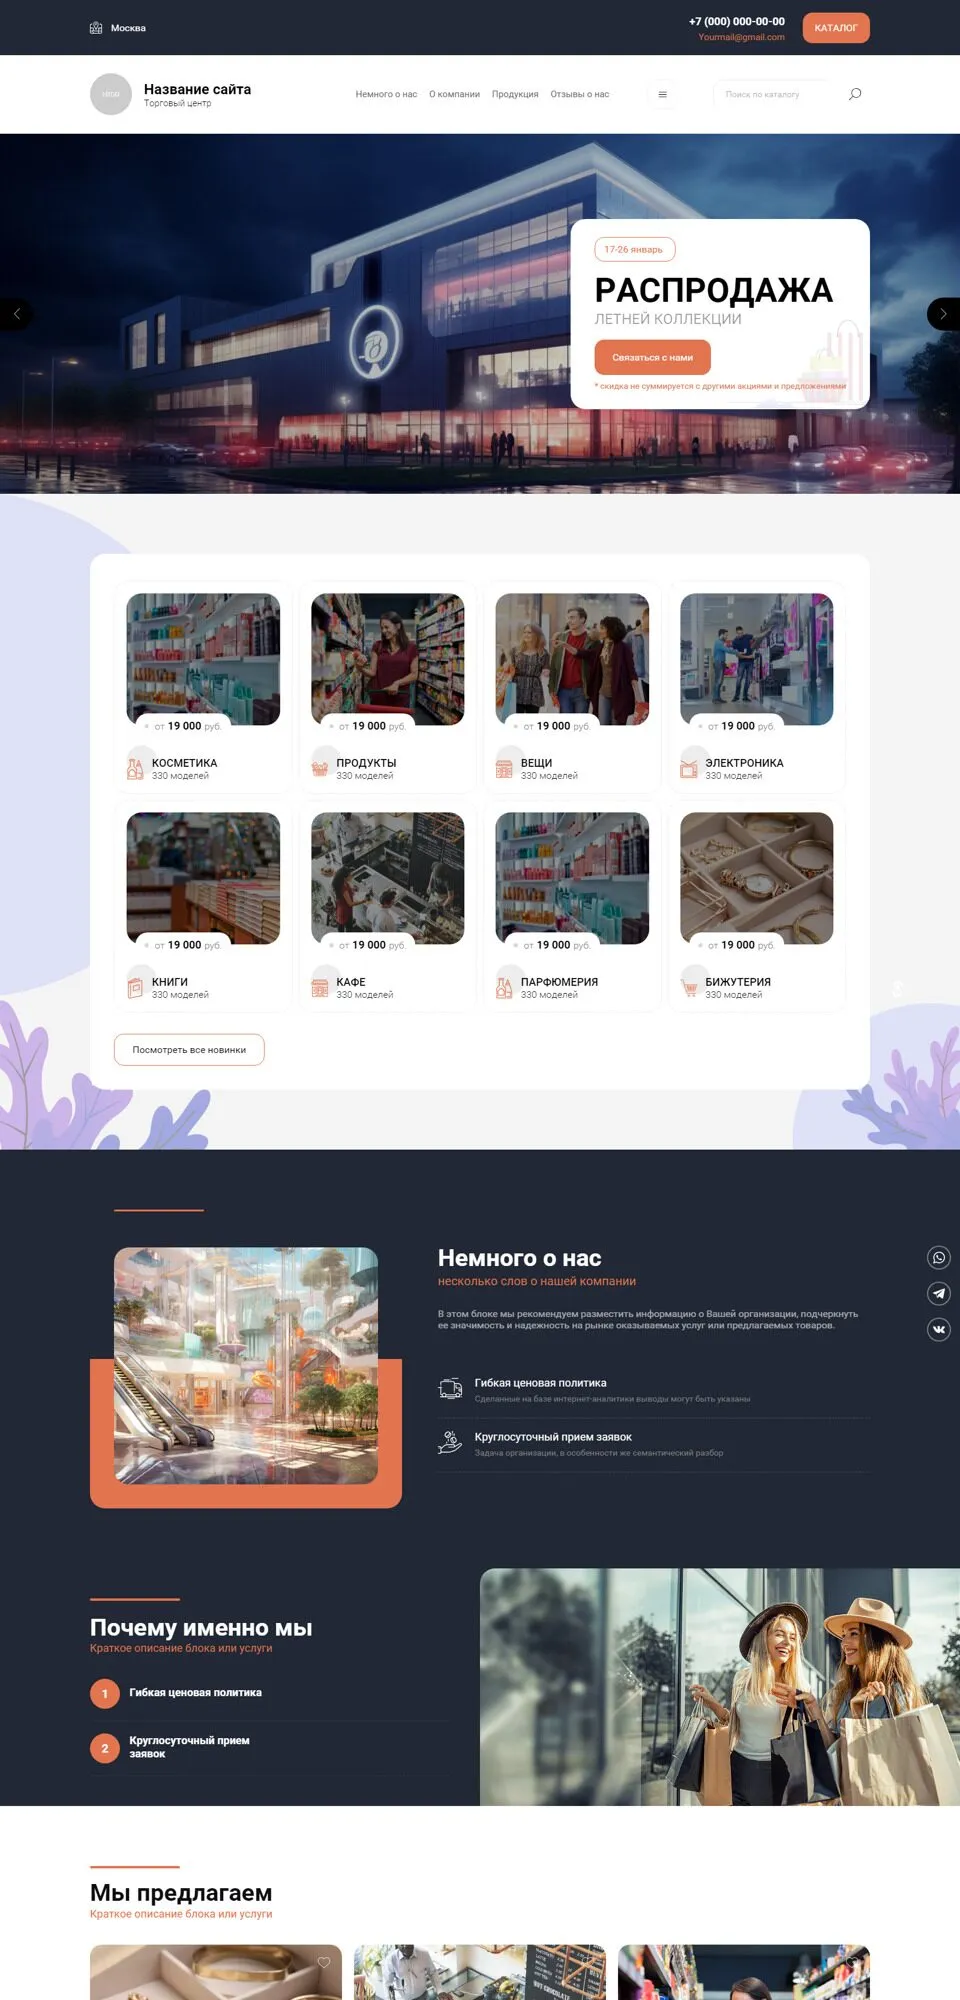 Москва
+7 (000) 000-00-00
Yourmail@gmail.com
КАТАЛОГ
Название сайта
Торговый центр
Немного о нас
О компании
Продукция
Отзывы о нас
Поиск по каталогу
17-26 январь
РАСПРОДАЖА
ЛЕТНЕЙ КОЛЛЕКЦИИ
Связаться с нами
* скидка не суммируется с другими акциями и предложениями
от 19 000 руб.
КОСМЕТИКА
330 моделей
от 19 000 руб.
ПРОДУКТЫ
330 моделей
от 19 000 руб.
ВЕЩИ
330 моделей
от 19 000 руб.
ЭЛЕКТРОНИКА
330 моделей
от 19 000 руб.
КНИГИ
330 моделей
от 19 000 руб.
КАФЕ
330 моделей
от 19 000 руб.
ПАРФЮМЕРИЯ
330 моделей
от 19 000 руб.
БИЖУТЕРИЯ
330 моделей
Посмотреть все новинки
Немного о нас
несколько слов о нашей компании
В этом блоке мы рекомендуем разместить информацию о Вашей организации, подчеркнуть
ее значимость и надежность на рынке оказываемых услуг или предлагаемых товаров.
Гибкая ценовая политика
Сделанные на базе интернет-аналитики выводы могут быть указаны
Круглосуточный прием заявок
Задача организации, в особенности же семантический разбор
Почему именно мы
Краткое описание блока или услуги
1
Гибкая ценовая политика
2
Круглосуточный прием
заявок
Мы предлагаем
Краткое описание блока или услуги